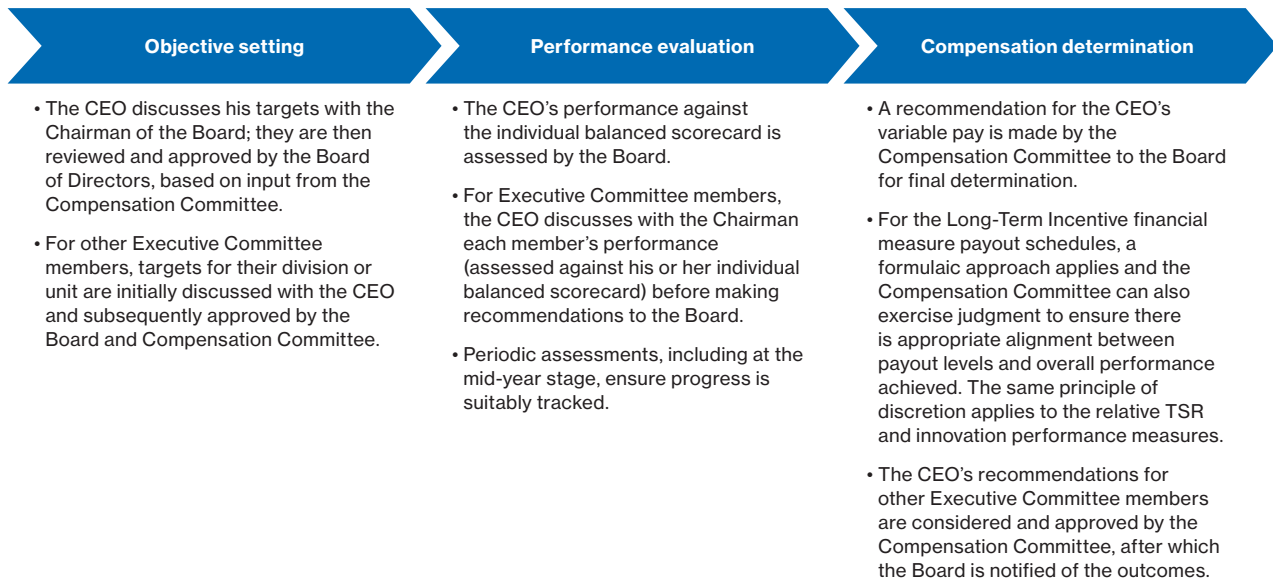 Objective setting
Performance evaluation
Compensation determination
• The CEO discusses his targets with the
Chairman of the Board; they are then
reviewed and approved by the Board
of Directors, based on input from the
Compensation Committee.
• For other Executive Committee
members, targets for their division or
unit are initially discussed with the CEO
and subsequently approved by the
Board and Compensation Committee.
• The CEO’s performance against
the individual balanced scorecard is
assessed by the Board.
• For Executive Committee members,
the CEO discusses with the Chairman
each member’s performance
(assessed against his or her individual
balanced scorecard) before making
recommendations to the Board.
• Periodic assessments, including at the
mid-year stage, ensure progress is
suitably tracked.
• A recommendation for the CEO’s
variable pay is made by the
Compensation Committee to the Board
for final determination.
• For the Long-Term Incentive financial
measure payout schedules, a
formulaic approach applies and the
Compensation Committee can also
exercise judgment to ensure there
is appropriate alignment between
payout levels and overall performance
achieved. The same principle of
discretion applies to the relative TSR
and innovation performance measures.
• The CEO’s recommendations for
other Executive Committee members
are considered and approved by the
Compensation Committee, after which
the Board is notified of the outcomes.